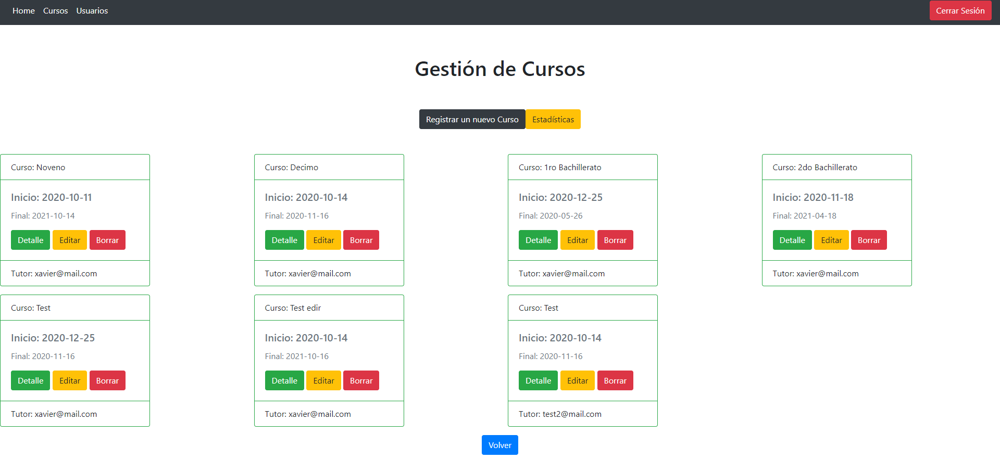 Home Cursos Usuarios Cerrar Sesión
Gestión de Cursos
Registrar un nuevo Curso Estadísticas
Curso: Noveno
Inicio: 2020-10-11
Final: 2021-10-14
Detalle Editar Borrar
Tutor: xavier@mail.com
Curso: Decimo
Inicio: 2020-10-14
Final: 2020-11-16
Detalle Editar Borrar
Tutor: xavier@mail.com
Curso: 1ro Bachillerato
Inicio: 2020-12-25
Final: 2020-05-26
Detalle Editar Borrar
Tutor: xavier@mail.com
Curso: 2do Bachillerato
Inicio: 2020-11-18
Final: 2021-04-18
Detalle Editar Borrar
Tutor: xavier@mail.com
Curso: Test
Inicio: 2020-12-25
Final: 2020-11-16
Detalle Editar Borrar
Tutor: xavier@mail.com
Curso: Test edir
Inicio: 2020-10-14
Final: 2021-10-16
Detalle Editar Borrar
Tutor: xavier@mail.com
Curso: Test
Inicio: 2020-10-14
Final: 2020-11-16
Detalle Editar Borrar
Tutor: test2@mail.com
Volver